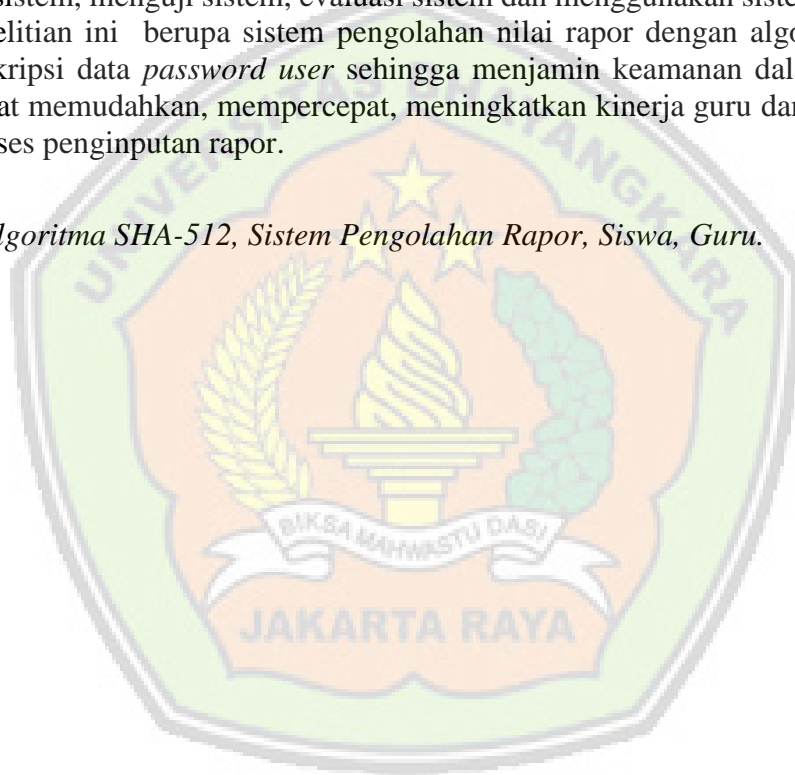 sistem, menguji sistem, evaluasi sistem dan menggunakan siste
elitian ini berupa sistem pengolahan nilai rapor dengan algo
kripsi data password user sehingga menjamin keamanan dal
at memudahkan, mempercepat, meningkatkan kinerja guru dan
ses penginputan rapor.
lgoritma SHA-512, Sistem Pengolahan Rapor, Siswa, Guru.
UNIVERSITAS BHAYANGKARA
BIKSA MAHWASTU DASI
JAKARTA RAYA